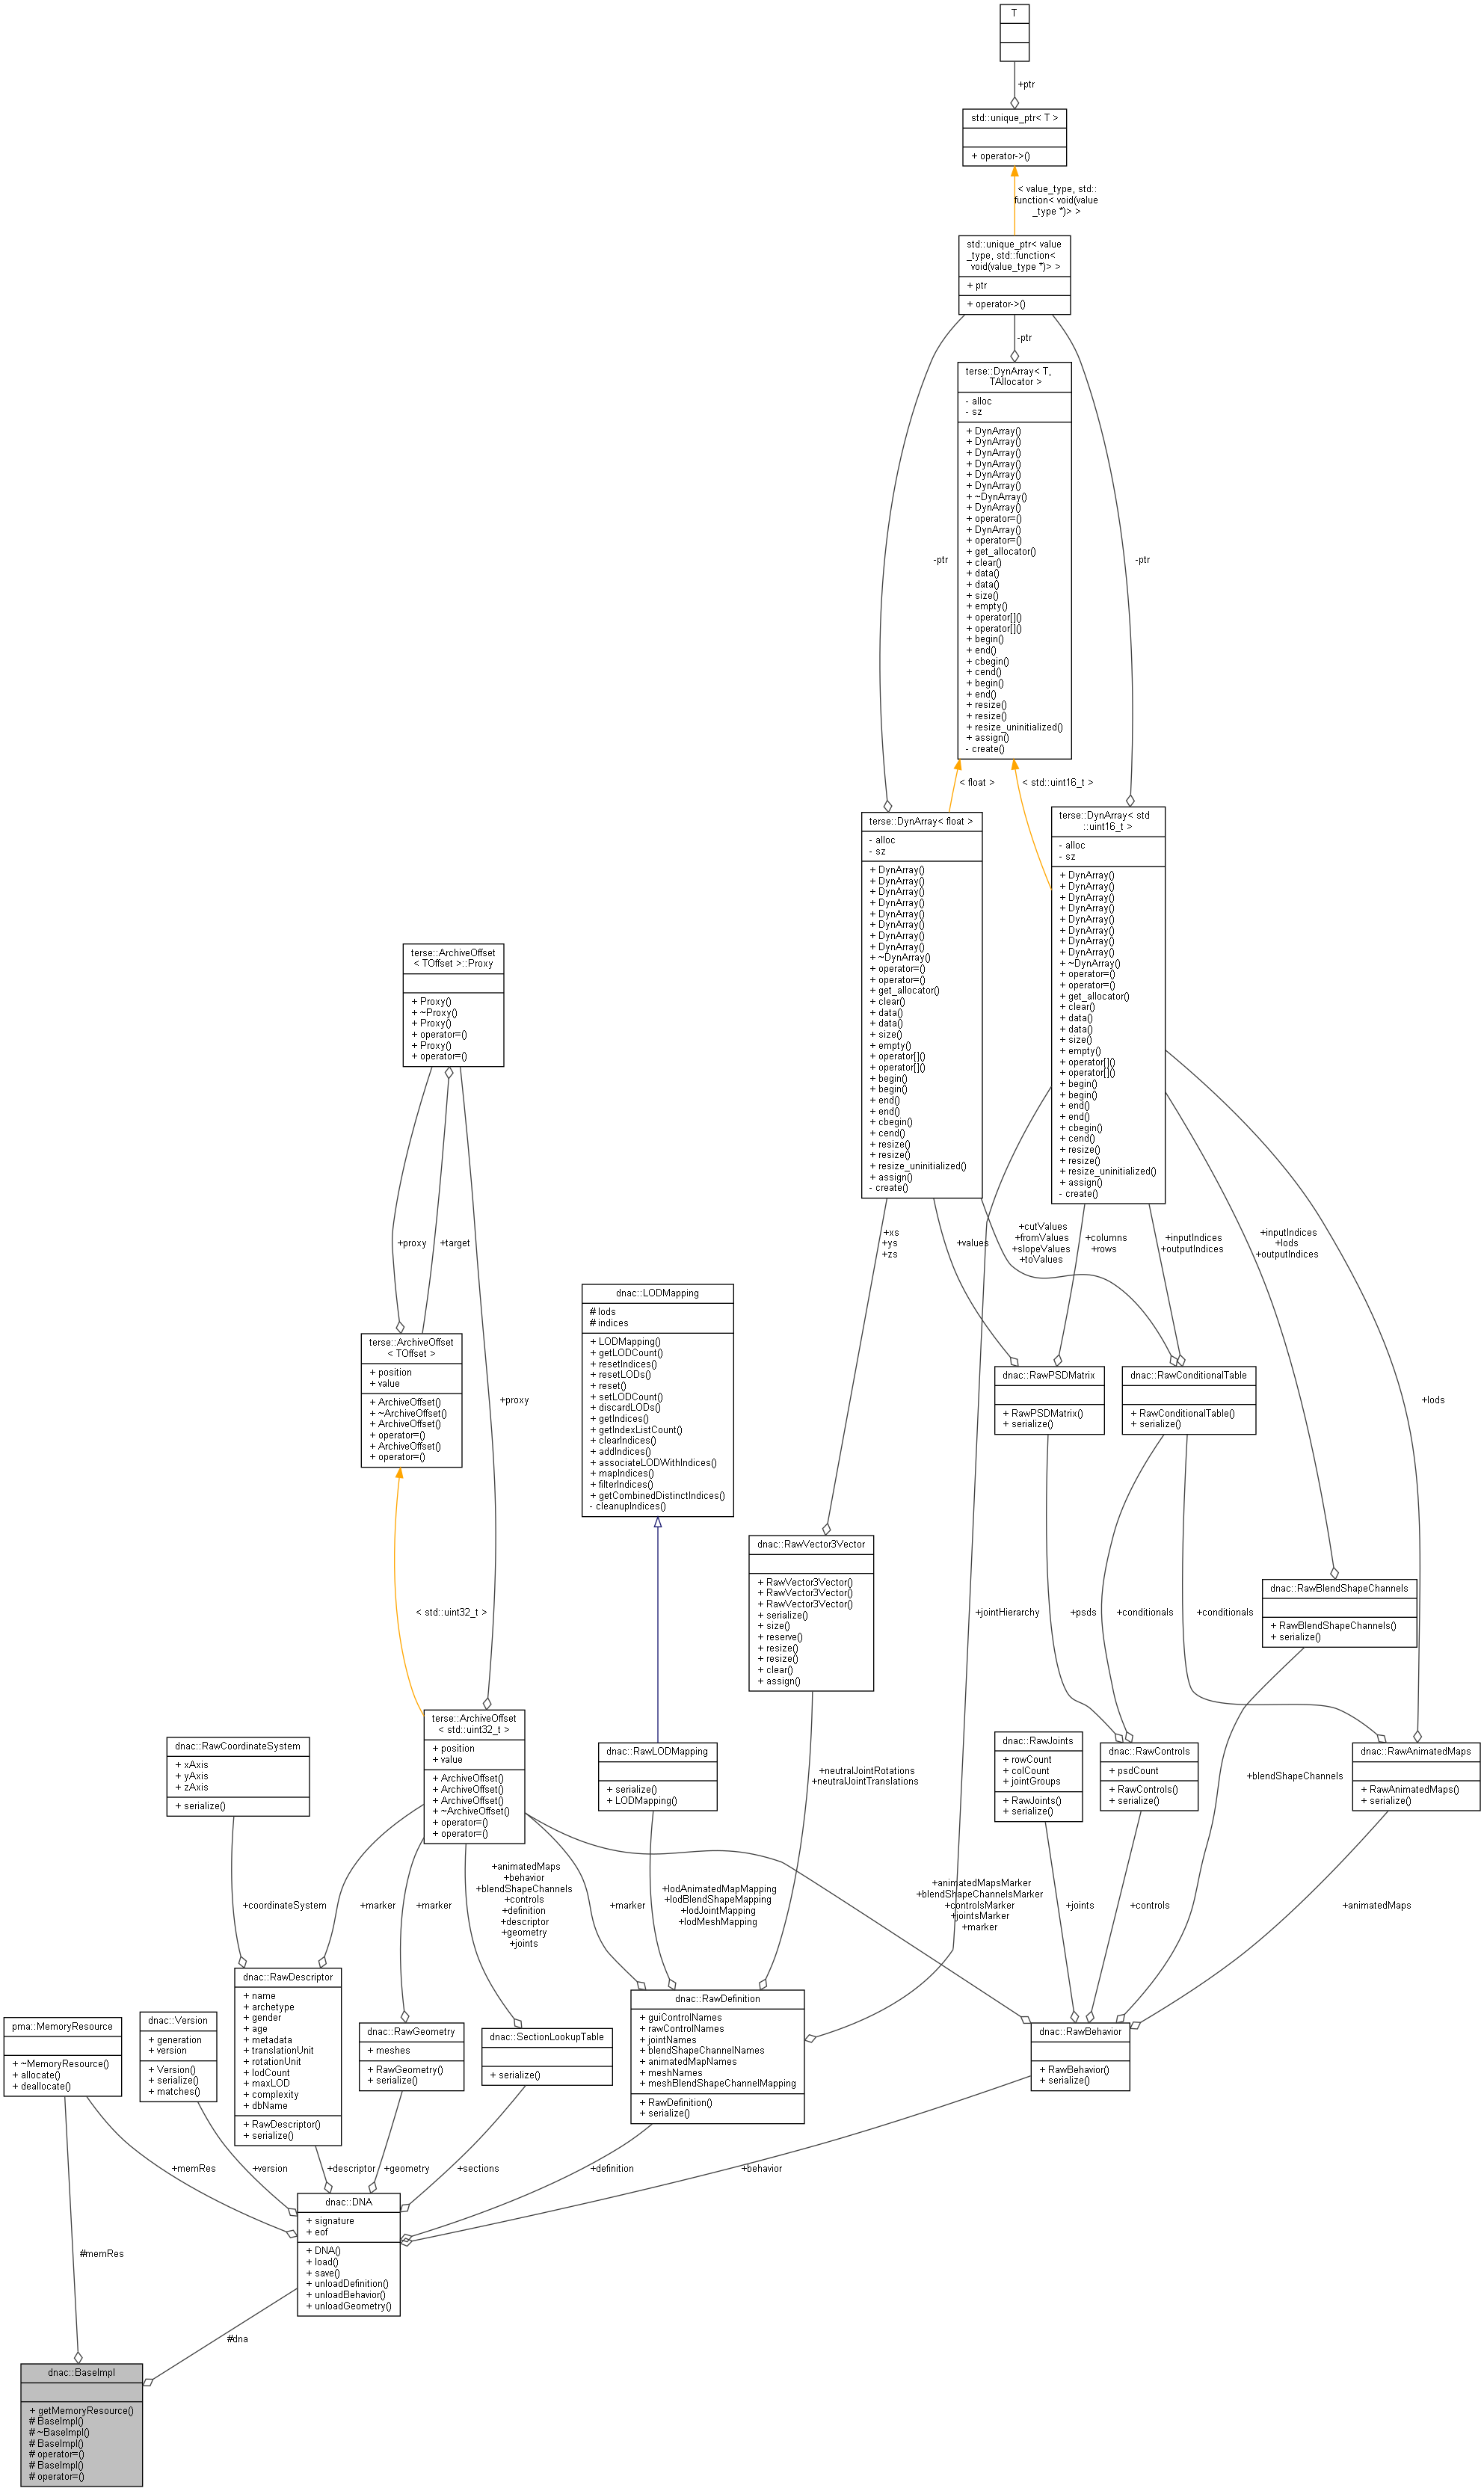 T
+ptr
std::unique_ptr< T >
+ operator->()
< value_type, std::
function< void(value
_type *)> >
std::unique_ptr< value
_type, std::function<
void(value_type *)> >
+ ptr
+ operator->()
-ptr
-ptr
-ptr
terse::DynArray< T,
TAllocator >
- alloc
- sz
+ DynArray()
+ DynArray()
+ DynArray()
+ DynArray()
+ DynArray()
+ DynArray()
+ ~DynArray()
+ DynArray()
+ operator=()
+ DynArray()
+ operator=()
+ get_allocator()
+ clear()
+ data()
+ data()
+ size()
+ empty()
+ operator[]()
+ operator[]()
+ begin()
+ end()
+ cbegin()
+ cend()
+ begin()
+ end()
+ resize()
+ resize()
+ resize_uninitialized()
+ assign()
- create()
< float >
< std::uint16_t >
terse::DynArray< float >
- alloc
- sz
+ DynArray()
+ DynArray()
+ DynArray()
+ DynArray()
+ DynArray()
+ DynArray()
+ DynArray()
+ DynArray()
+ ~DynArray()
+ operator=()
+ operator=()
+ get_allocator()
+ clear()
+ data()
+ data()
+ size()
+ empty()
+ operator[]()
+ operator[]()
+ begin()
+ begin()
+ end()
+ end()
+ cbegin()
+ cend()
+ resize()
+ resize()
+ resize_uninitialized()
+ assign()
- create()
terse::DynArray< std
::uint16_t >
- alloc
- sz
+ DynArray()
+ DynArray()
+ DynArray()
+ DynArray()
+ DynArray()
+ DynArray()
+ DynArray()
+ DynArray()
+ ~DynArray()
+ operator=()
+ operator=()
+ get_allocator()
+ clear()
+ data()
+ data()
+ size()
+ empty()
+ operator[]()
+ operator[]()
+ begin()
+ begin()
+ end()
+ end()
+ cbegin()
+ cend()
+ resize()
+ resize()
+ resize_uninitialized()
+ assign()
- create()
terse::ArchiveOffset
< TOffset >::Proxy
+ Proxy()
+ ~Proxy()
+ Proxy()
+ operator=()
+ Proxy()
+ operator=()
+proxy
+target
+proxy
+xs
+ys
+zs
+values
+cutValues
+fromValues
+slopeValues
+toValues
+columns
+rows
+inputIndices
+outputIndices
+inputIndices
+lods
+outputIndices
terse::ArchiveOffset
< TOffset >
+ position
+ value
+ ArchiveOffset()
+ ~ArchiveOffset()
+ ArchiveOffset()
+ operator=()
+ ArchiveOffset()
+ operator=()
dnac::LODMapping
# lods
# indices
+ LODMapping()
+ getLODCount()
+ resetIndices()
+ resetLODs()
+ reset()
+ setLODCount()
+ discardLODs()
+ getIndices()
+ getIndexListCount()
+ clearIndices()
+ addIndices()
+ associateLODWithIndices()
+ mapIndices()
+ filterIndices()
+ getCombinedDistinctIndices()
- cleanupIndices()
dnac::RawPSDMatrix
+ RawPSDMatrix()
+ serialize()
dnac::RawConditionalTable
+ RawConditionalTable()
+ serialize()
+lods
dnac::RawVector3Vector
+ RawVector3Vector()
+ RawVector3Vector()
+ RawVector3Vector()
+ serialize()
+ size()
+ reserve()
+ resize()
+ resize()
+ clear()
+ assign()
dnac::RawBlendShapeChannels
+ RawBlendShapeChannels()
+ serialize()
< std::uint32_t >
+jointHierarchy
+psds
+conditionals
+conditionals
terse::ArchiveOffset
< std::uint32_t >
+ position
+ value
+ ArchiveOffset()
+ ArchiveOffset()
+ ArchiveOffset()
+ ~ArchiveOffset()
+ operator=()
+ operator=()
dnac::RawCoordinateSystem
+ xAxis
+ yAxis
+ zAxis
+ serialize()
dnac::RawLODMapping
+ serialize()
+ LODMapping()
+neutralJointRotations
+neutralJointTranslations
dnac::RawJoints
+ rowCount
+ colCount
+ jointGroups
+ RawJoints()
+ serialize()
dnac::RawControls
+ psdCount
+ RawControls()
+ serialize()
+blendShapeChannels
dnac::RawAnimatedMaps
+ RawAnimatedMaps()
+ serialize()
+coordinateSystem
+marker
+marker
+animatedMaps
+behavior
+blendShapeChannels
+controls
+definition
+descriptor
+geometry
+joints
+marker
+lodAnimatedMapMapping
+lodBlendShapeMapping
+lodJointMapping
+lodMeshMapping
+animatedMapsMarker
+blendShapeChannelsMarker
+controlsMarker
+jointsMarker
+marker
+joints
+controls
+animatedMaps
pma::MemoryResource
+ ~MemoryResource()
+ allocate()
+ deallocate()
dnac::Version
+ generation
+ version
+ Version()
+ serialize()
+ matches()
dnac::RawDescriptor
+ name
+ archetype
+ gender
+ age
+ metadata
+ translationUnit
+ rotationUnit
+ lodCount
+ maxLOD
+ complexity
+ dbName
+ RawDescriptor()
+ serialize()
dnac::RawGeometry
+ meshes
+ RawGeometry()
+ serialize()
dnac::SectionLookupTable
+ serialize()
dnac::RawDefinition
+ guiControlNames
+ rawControlNames
+ jointNames
+ blendShapeChannelNames
+ animatedMapNames
+ meshNames
+ meshBlendShapeChannelMapping
+ RawDefinition()
+ serialize()
dnac::RawBehavior
+ RawBehavior()
+ serialize()
+memRes
+version
+descriptor
+geometry
+sections
+definition
+behavior
dnac::DNA
+ signature
+ eof
+ DNA()
+ load()
+ save()
+ unloadDefinition()
+ unloadBehavior()
+ unloadGeometry()
#memRes
#dna
dnac::BaseImpl
+ getMemoryResource()
# BaseImpl()
# ~BaseImpl()
# BaseImpl()
# operator=()
# BaseImpl()
# operator=()